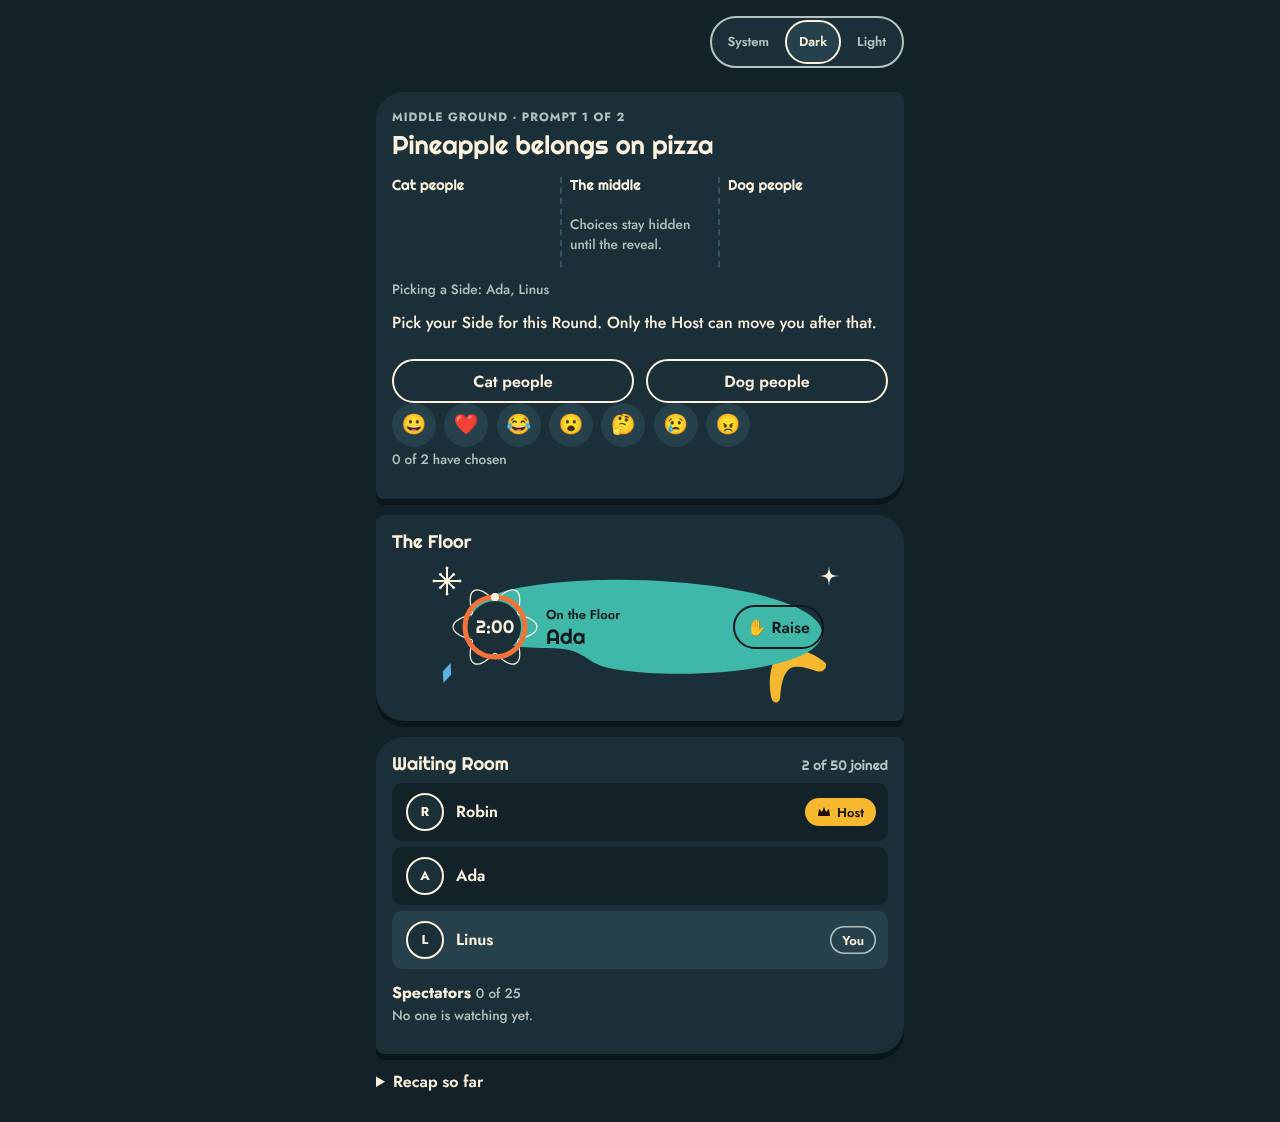 System
Dark
Light
MIDDLE GROUND · PROMPT 1 OF 2
Pineapple belongs on pizza
Cat people
The middle
Dog people
Choices stay hidden
until the reveal.
Picking a Side: Ada, Linus
Pick your Side for this Round. Only the Host can move you after that.
Cat people
Dog people
0 of 2 have chosen
The Floor
2:00
On the Floor
Ada
Raise
Waiting Room
2 of 50 joined
R
Robin
Host
A
Ada
L
Linus
You
Spectators 0 of 25
No one is watching yet.
Recap so far